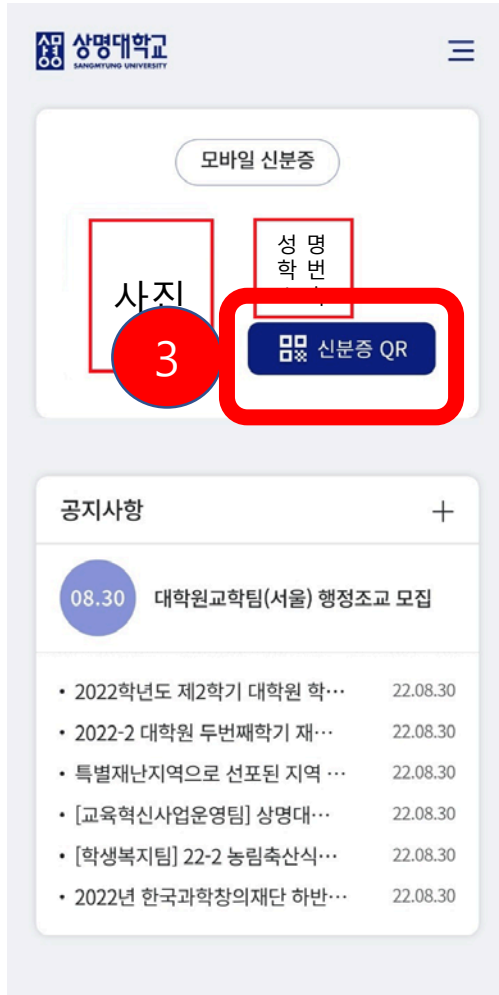 상명 상명대학교
SANGMYUNG UNIVERSITY
모바일 신분증
사진
성 명
학 번
3
신분증 QR
공지사항
08.30 대학원교학팀(서울) 행정조교 모집
• 2022학년도 제2학기 대학원 학… 22.08.30
• 2022-2 대학원 두번째학기 재… 22.08.30
• 특별재난지역으로 선포된 지역 … 22.08.30
• [교육혁신사업운영팀] 상명대… 22.08.30
• [학생복지팀] 22-2 농림축산식… 22.08.30
• 2022년 한국과학창의재단 하반… 22.08.30